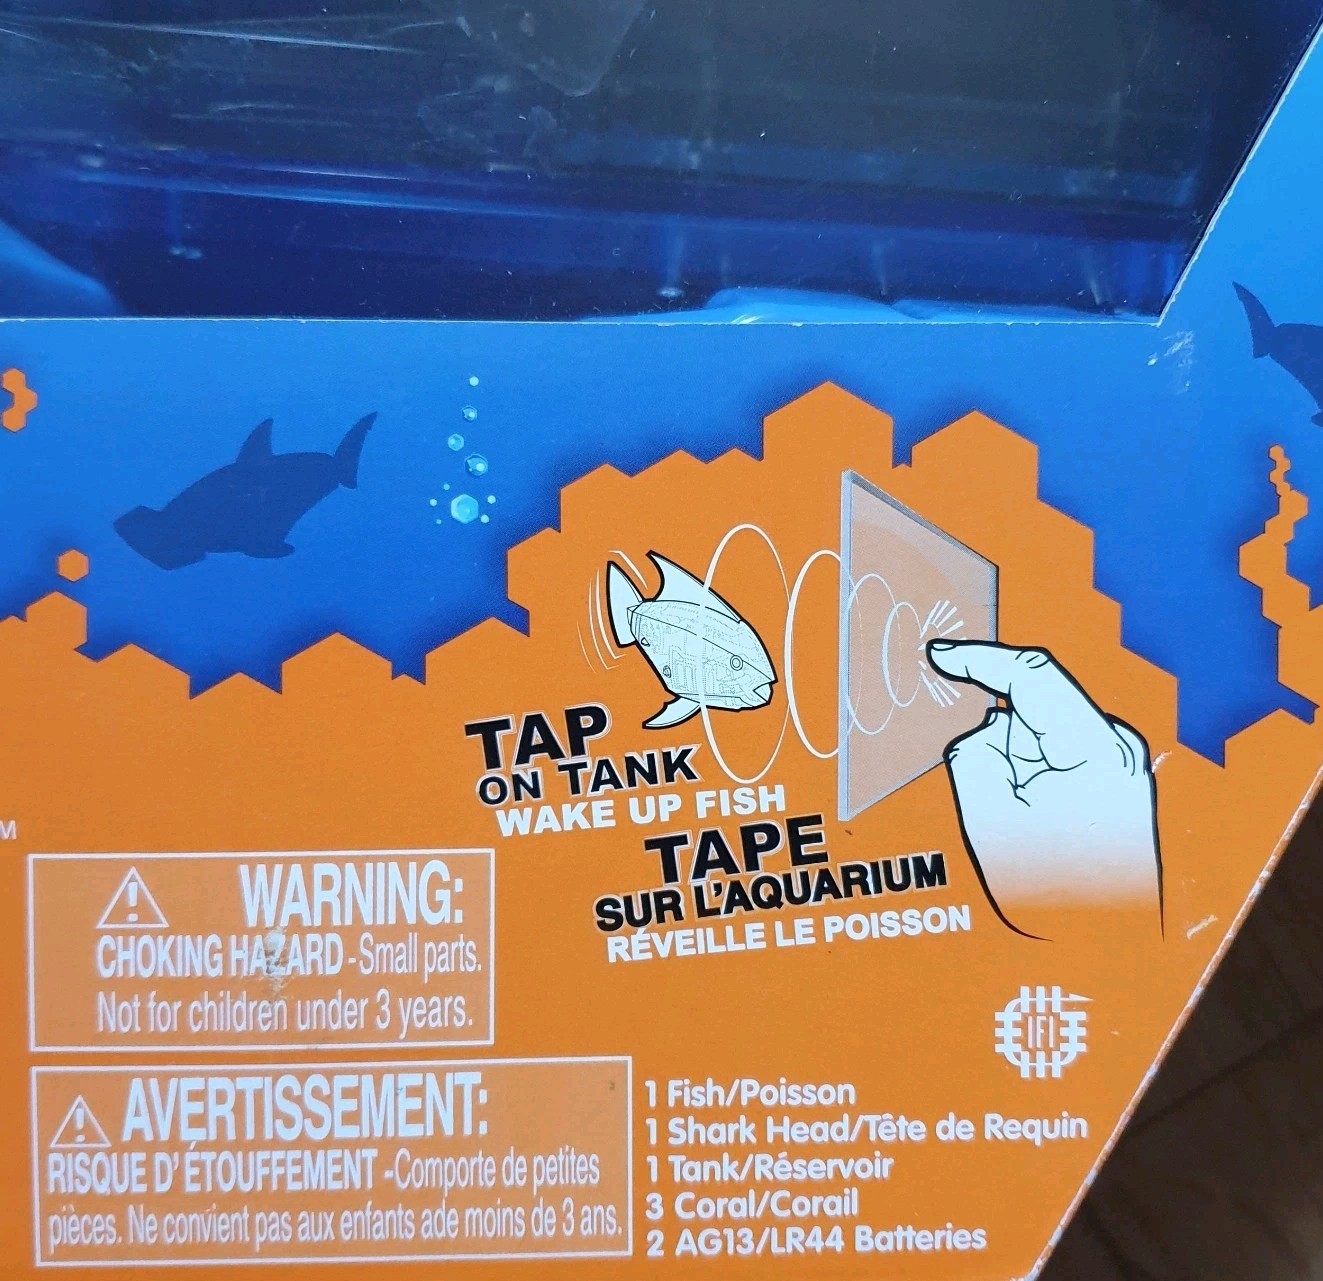 TAP
ON TANK
WAKE UP FISH
TAPE
SUR L'AQUARIUM
RÉVEILLE LE POISSON
M
WARNING:
CHOKING HAZARD - Small parts.
Not for children under 3 years.
AVERTISSEMENT:
RISQUE D'ÉTOUFFEMENT - Comporte de petites
pièces. Ne convient pas aux enfants ade moins de 3 ans.
IFI
1 Fish/Poisson
1 Shark Head/Tête de Requin
1 Tank/Réservoir
3 Coral/Corail
2 AG13/LR44 Batteries